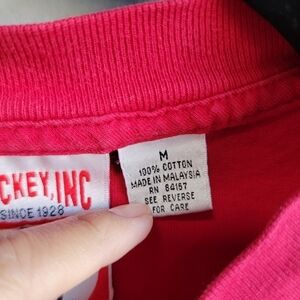 CKEY, INC
SINCE 1928
M
100% COTTON
MADE IN MALAYSIA
RN 84157
SEE REVERSE
FOR CARE